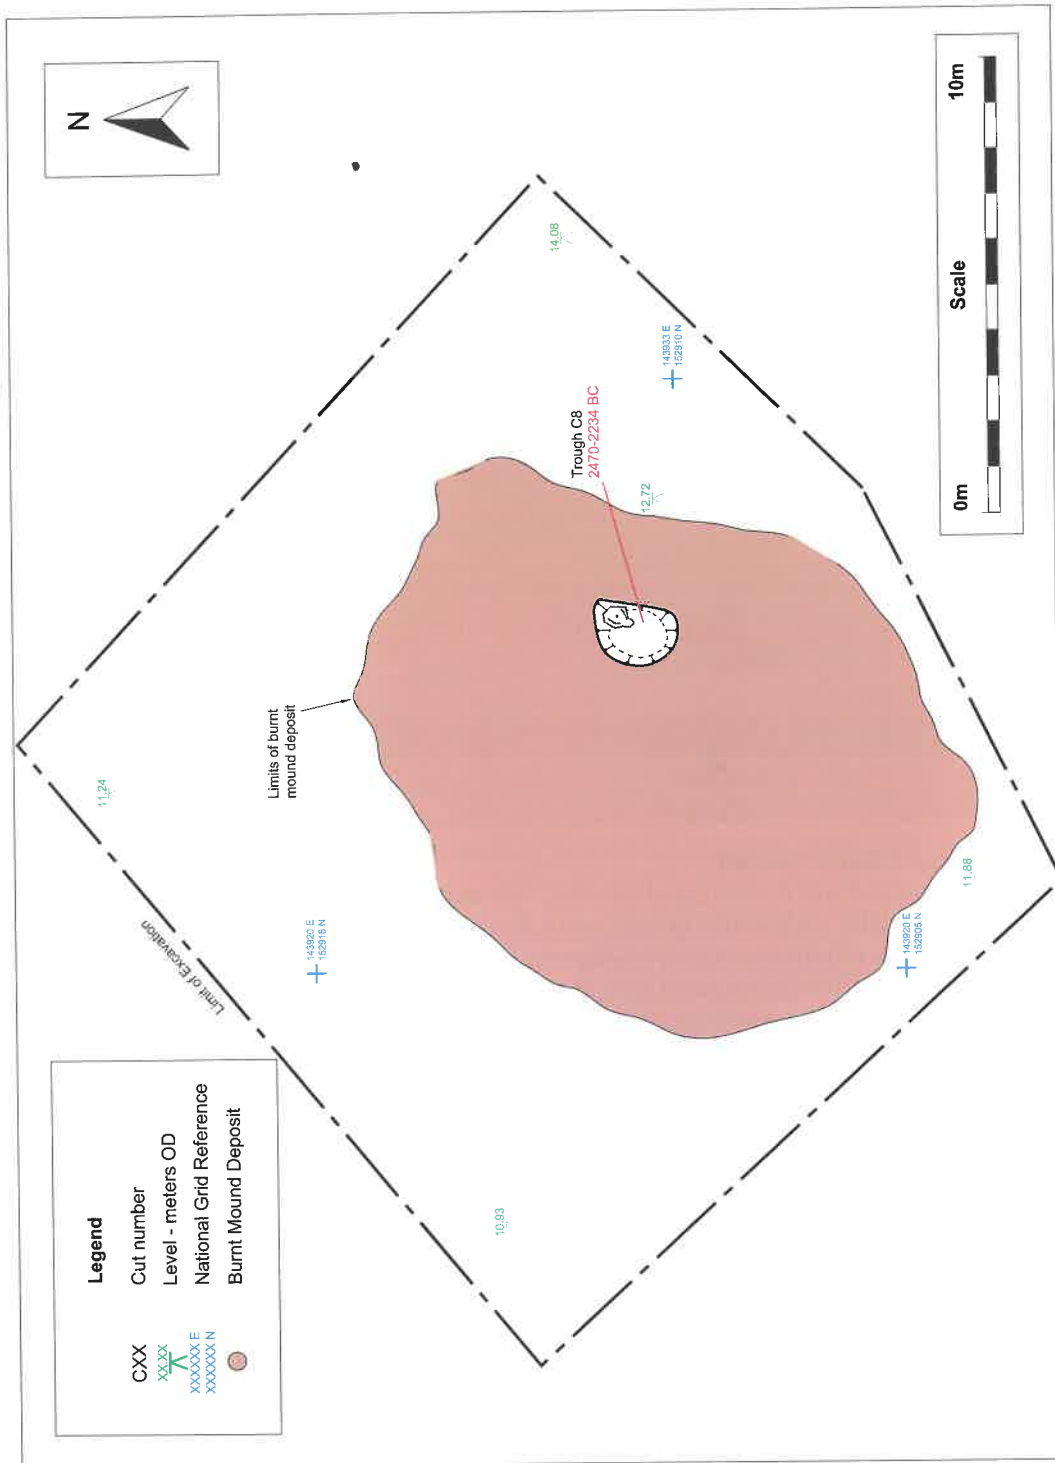 Legend
CXX Cut number
XX.XX Level - meters OD
XXXXXX E
XXXXXX N National Grid Reference
Burnt Mound Deposit
N
Limit of Excavation
11.24
10.93
143920 E
152916 N
Limits of burnt
mound deposit
14.08
Trough C8
2470-2234 BC
12.72
143933 E
152910 N
143920 E
152905 N
11.88
0m Scale 10m